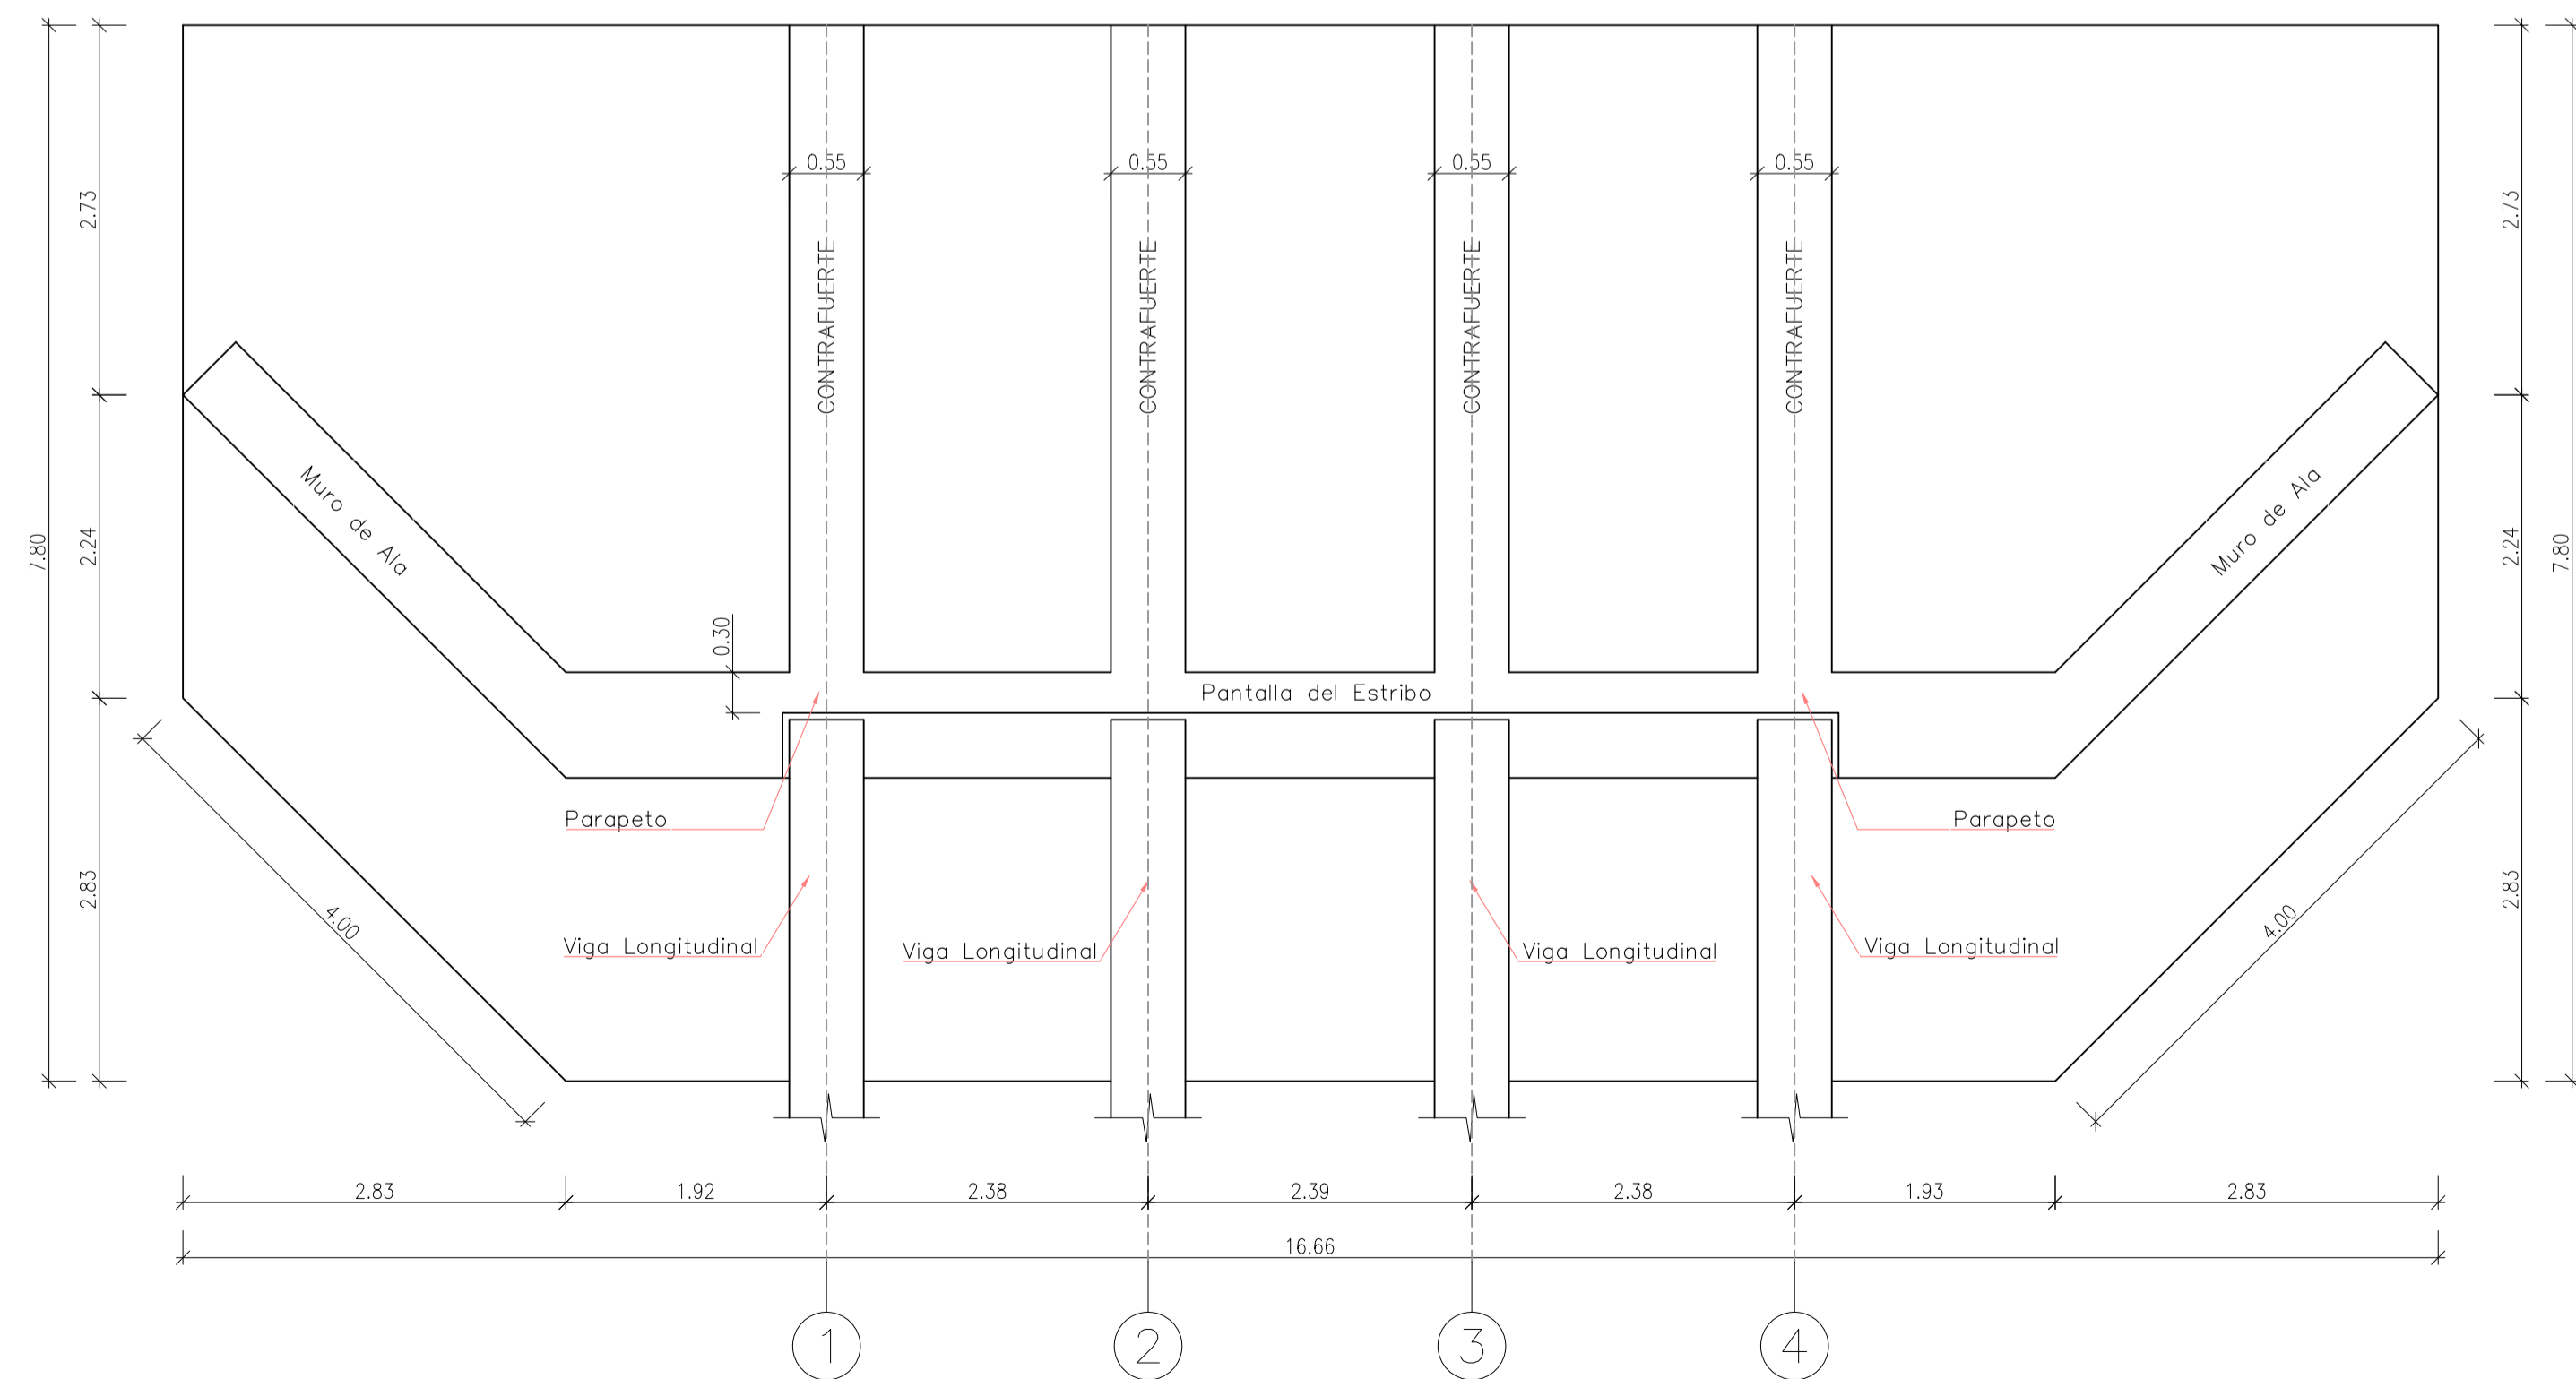 0.55
0.55
0.55
0.55
2.73
2.73
CONTRAFUERTE
CONTRAFUERTE
CONTRAFUERTE
CONTRAFUERTE
Muro de Ala
Muro de Ala
7.80
2.24
2.24
7.80
0.30
Pantalla del Estribo
Parapeto
Parapeto
2.83
2.83
4.00
4.00
Viga Longitudinal
Viga Longitudinal
Viga Longitudinal
Viga Longitudinal
2.83
1.92
2.38
2.39
2.38
1.93
2.83
16.66
1
2
3
4